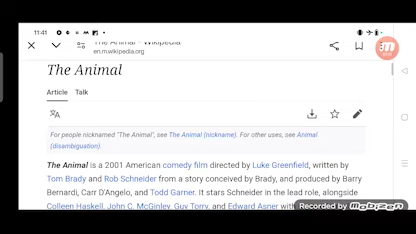 11:41
The Animal - Wikipedia
en.m.wikipedia.org
The Animal
Article Talk
For people nicknamed "The Animal", see The Animal (nickname). For other uses, see Animal
(disambiguation).
The Animal is a 2001 American comedy film directed by Luke Greenfield, written by
Tom Brady and Rob Schneider from a story conceived by Brady, and produced by Barry
Bernardi, Carr D'Angelo, and Todd Garner. It stars Schneider in the lead role, alongside
Colleen Haskell, John C. McGinley, Guy Torry, and Edward Asner with
Recorded by Mobizen